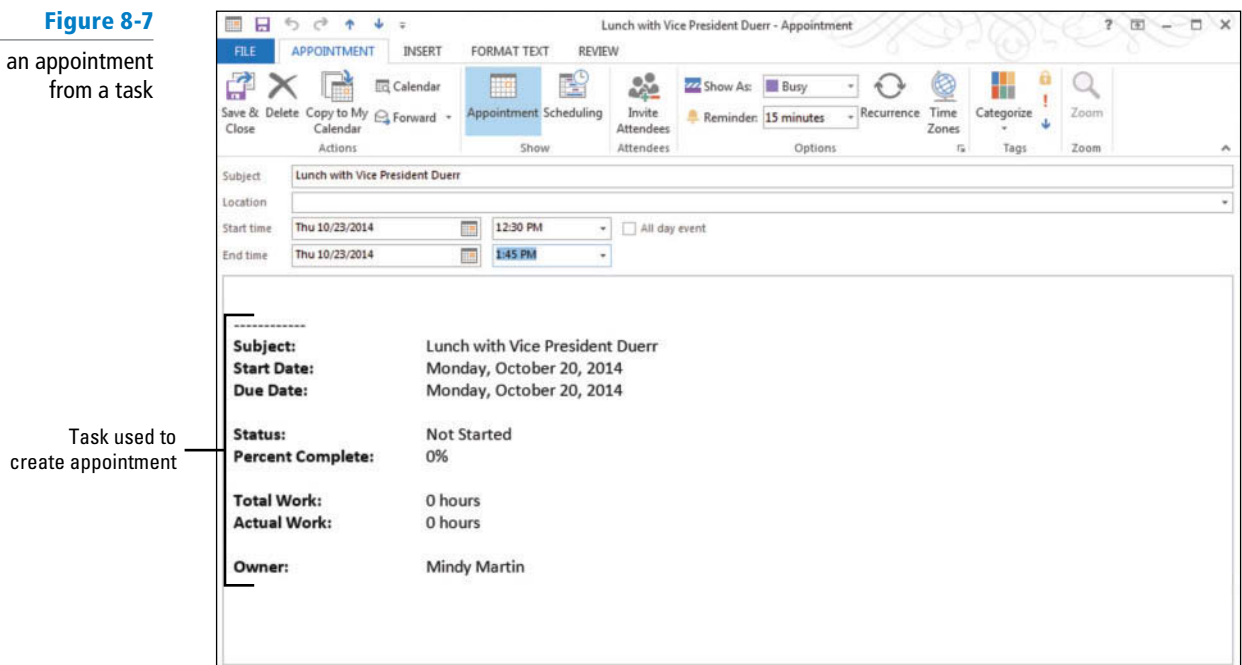 Figure 8-7
an appointment
from a task
Lunch with Vice President Duerr - Appointment
?
FILE APPOINTMENT INSERT FORMAT TEXT REVIEW
Save & Close
Delete
Copy to My Calendar
Calendar
Forward
Actions
Appointment
Scheduling
Show
Invite Attendees
Attendees
Show As: Busy
Reminder: 15 minutes
Recurrence
Time Zones
Options
Categorize
!
Tags
Zoom
Zoom
Subject Lunch with Vice President Duerr
Location
Start time Thu 10/23/2014 12:30 PM All day event
End time Thu 10/23/2014 1:45 PM
------------
Subject: Lunch with Vice President Duerr
Start Date: Monday, October 20, 2014
Due Date: Monday, October 20, 2014
Status: Not Started
Percent Complete: 0%
Total Work: 0 hours
Actual Work: 0 hours
Owner: Mindy Martin
Task used to
create appointment